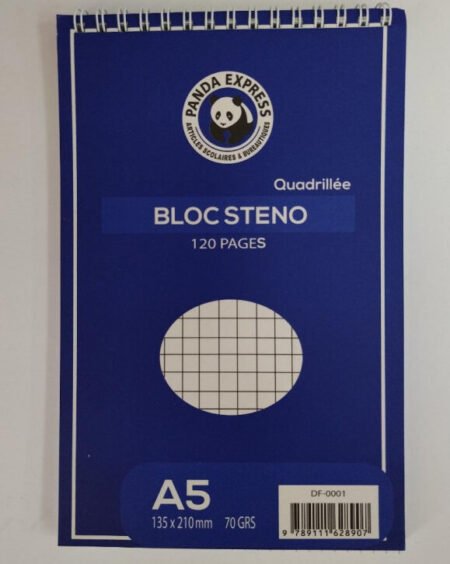 PANDA EXPRESS
ARTICLES SCOLAIRES & BUREAUTIQUES
Quadrillée
BLOC STENO
120 PAGES
A5
135 x 210 mm 70 GRS
DF-0001
9 789111 628907